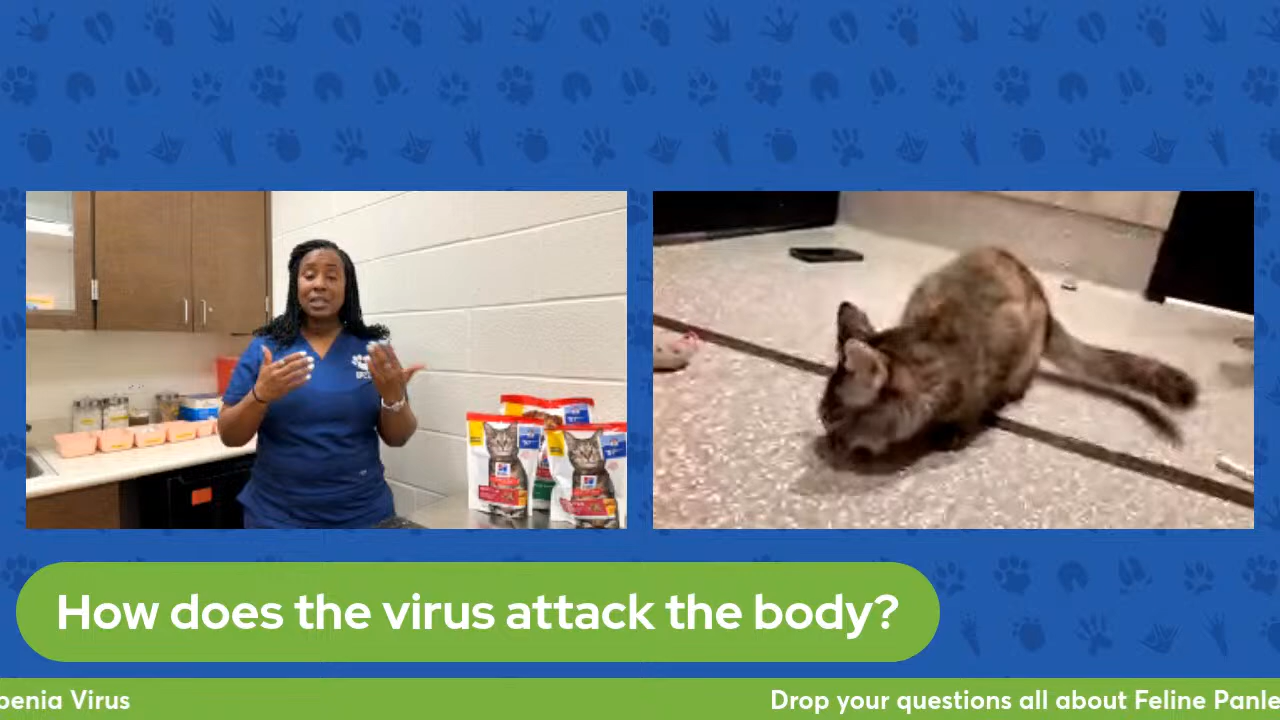 How does the virus attack the body?
penia Virus
Drop your questions all about Feline Panle